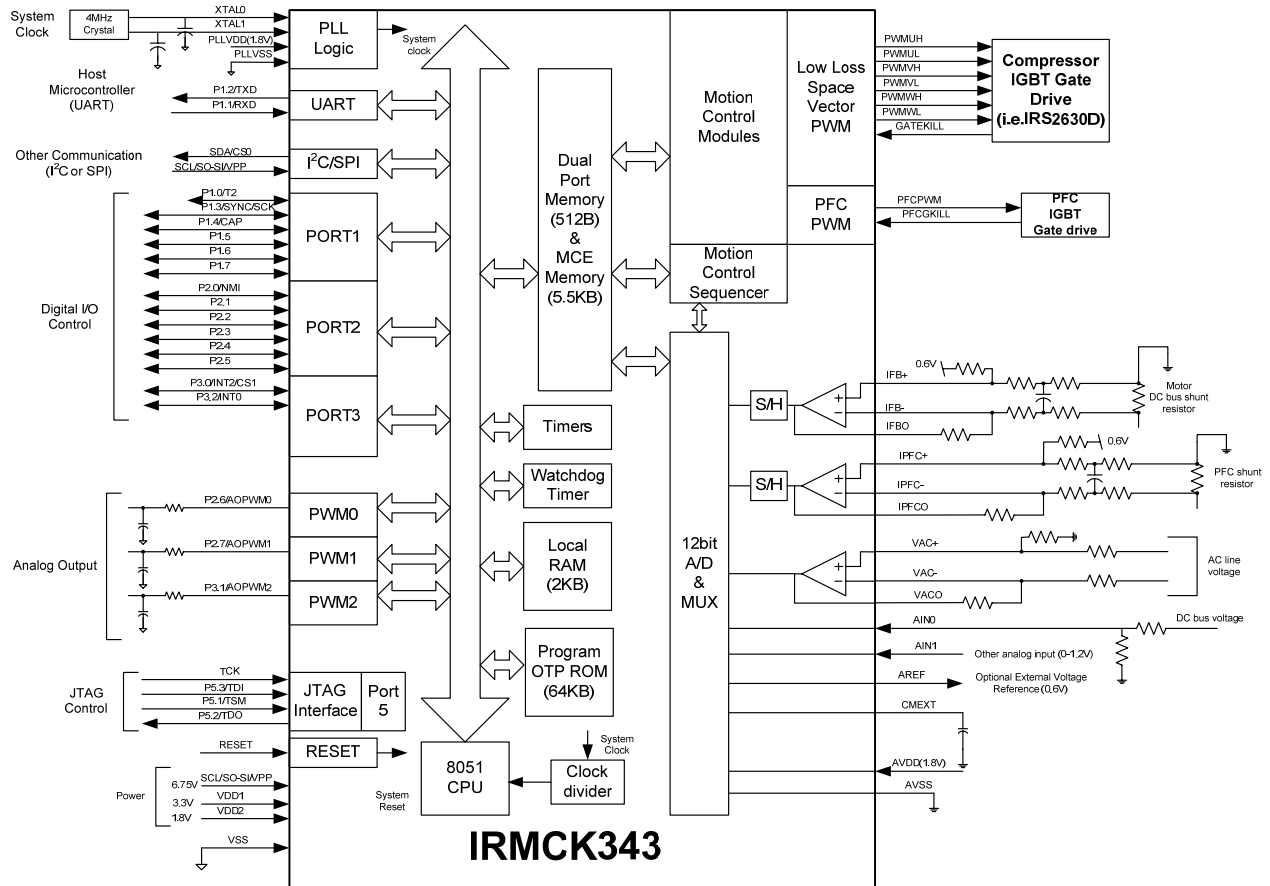 System
Clock
4MHz
Crystal
XTAL0
XTAL1
PLLVDD(1.8V)
PLLVSS
PLL
Logic
System
clock
Host
Microcontroller
(UART)
P1.2/TXD
P1.1/RXD
UART
Other Communication
(I²C or SPI)
SDA/CS0
SCL/SO-SI/VPP
I²C/SPI
Digital I/O
Control
P1.0/T2
P1.3/SYNC/SCK
P1.4/CAP
P1.5
P1.6
P1.7
PORT1
P2.0/NMI
P2.1
P2.2
P2.3
P2.4
P2.5
PORT2
P3.0/INT2/CS1
P3.2/INT0
PORT3
Analog Output
P2.6/AOPWM0
P2.7/AOPWM1
P3.1/AOPWM2
PWM0
PWM1
PWM2
JTAG
Control
TCK
P5.3/TDI
P5.1/TSM
P5.2/TDO
JTAG
Interface
Port
5
RESET
RESET
System
Reset
Power
6.75V
SCL/SO-SI/VPP
3.3V
VDD1
1.8V
VDD2
VSS
8051
CPU
System
Clock
Clock
divider
Dual
Port
Memory
(512B)
&
MCE
Memory
(5.5KB)
Timers
Watchdog
Timer
Local
RAM
(2KB)
Program
OTP ROM
(64KB)
Motion
Control
Modules
Motion
Control
Sequencer
Low Loss
Space
Vector
PWM
PFC
PWM
12bit
A/D
&
MUX
S/H
S/H
+
−
+
−
+
−
PWMUH
PWMUL
PWMVH
PWMVL
PWMWH
PWMWL
GATEKILL
Compressor
IGBT Gate
Drive
(i.e.IRS2630D)
PFCPWM
PFCGKILL
PFC
IGBT
Gate drive
IFB+
IFB-
IFBO
0.6V
Motor
DC bus shunt
resistor
IPFC+
IPFC-
IPFCO
0.6V
PFC shunt
resistor
VAC+
VAC-
VACO
AC line
voltage
AIN0
DC bus voltage
AIN1
Other analog input (0-1.2V)
AREF
Optional External Voltage
Reference (0.6V)
CMEXT
AVDD(1.8V)
AVSS
IRMCK343